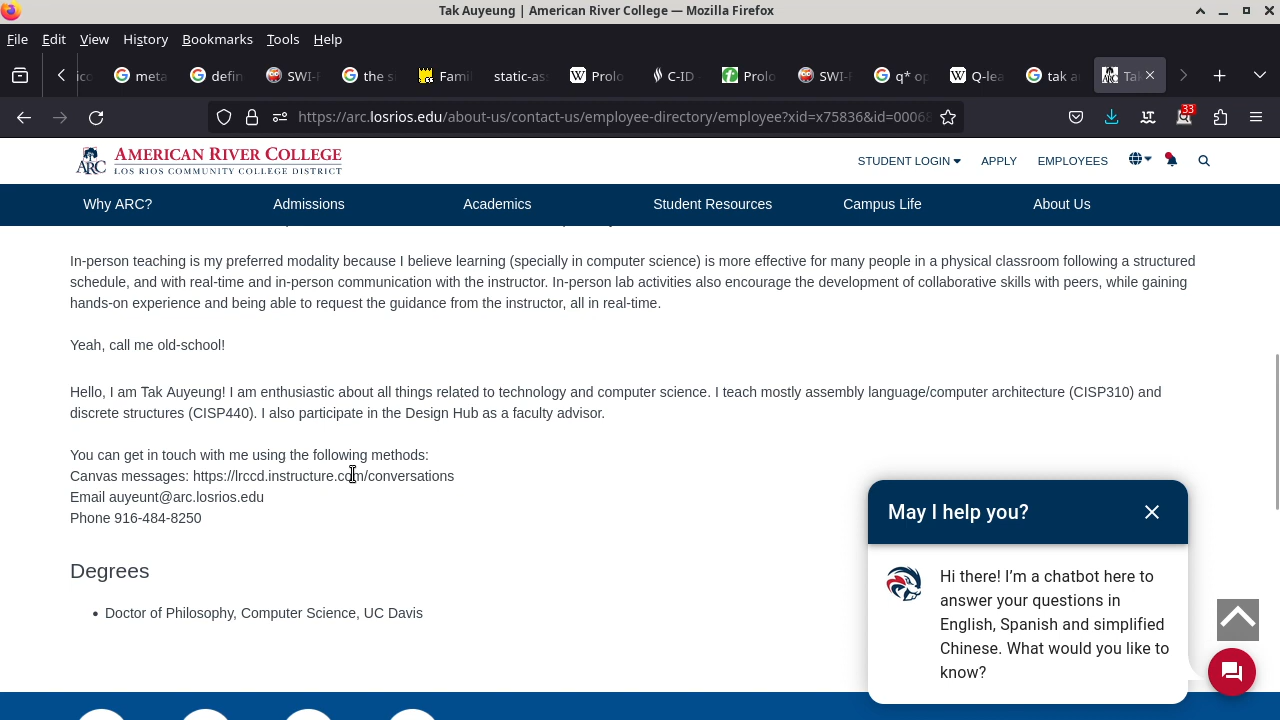 Tak Auyeung | American River College — Mozilla Firefox
File Edit View History Bookmarks Tools Help
meta defin SWI- the s Famil static-as Prolo C-ID - Prolo SWI- q* op Q-lea tak a Tak
https://arc.losrios.edu/about-us/contact-us/employee-directory/employee?xid=x75836&id=0006 33
ARC AMERICAN RIVER COLLEGE
LOS RIOS COMMUNITY COLLEGE DISTRICT
STUDENT LOGIN APPLY EMPLOYEES
Why ARC? Admissions Academics Student Resources Campus Life About Us
In-person teaching is my preferred modality because I believe learning (specially in computer science) is more effective for many people in a physical classroom following a structured
schedule, and with real-time and in-person communication with the instructor. In-person lab activities also encourage the development of collaborative skills with peers, while gaining
hands-on experience and being able to request the guidance from the instructor, all in real-time.
Yeah, call me old-school!
Hello, I am Tak Auyeung! I am enthusiastic about all things related to technology and computer science. I teach mostly assembly language/computer architecture (CISP310) and
discrete structures (CISP440). I also participate in the Design Hub as a faculty advisor.
You can get in touch with me using the following methods:
Canvas messages: https://lrccd.instructure.com/conversations
Email auyeunt@arc.losrios.edu
Phone 916-484-8250
Degrees
• Doctor of Philosophy, Computer Science, UC Davis
May I help you?
Hi there! I'm a chatbot here to
answer your questions in
English, Spanish and simplified
Chinese. What would you like to
know?